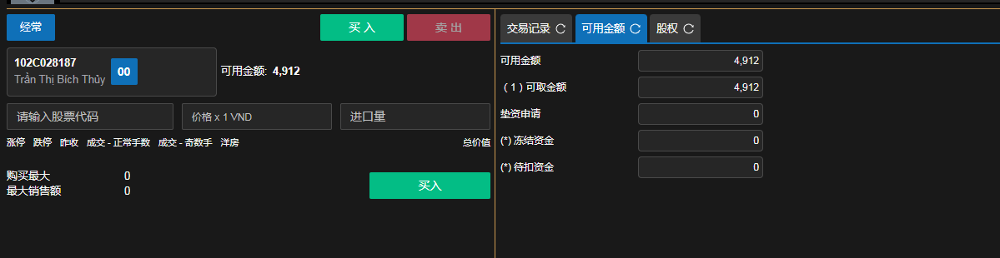 经常
买 入
卖 出
102C028187
Trần Thị Bích Thủy
00
可用金额: 4,912
请输入股票代码
价格 x 1 VND
进口量
涨停 跌停 昨收 成交 - 正常手数 成交 - 奇数手 洋房 总价值
购买最大 0
最大销售额 0
买入
交易记录 可用金额 股权
可用金额 4,912
（1）可取金额 4,912
垫资申请 0
(*) 冻结资金 0
(*) 待扣资金 0